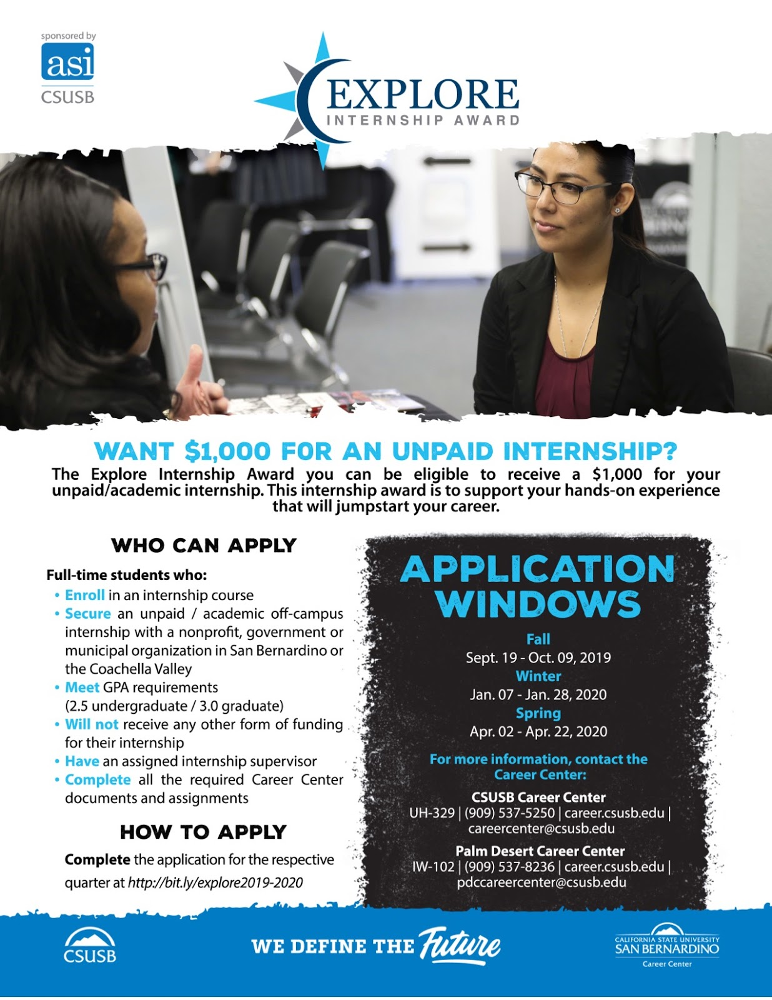 sponsored by
asi
CSUSB
EXPLORE
INTERNSHIP AWARD
WANT $1,000 FOR AN UNPAID INTERNSHIP?
The Explore Internship Award you can be eligible to receive a $1,000 for your
unpaid/academic internship. This internship award is to support your hands-on experience
that will jumpstart your career.
WHO CAN APPLY
Full-time students who:
• Enroll in an internship course
• Secure an unpaid / academic off-campus
internship with a nonprofit, government or
municipal organization in San Bernardino or
the Coachella Valley
• Meet GPA requirements
(2.5 undergraduate / 3.0 graduate)
• Will not receive any other form of funding
for their internship
• Have an assigned internship supervisor
• Complete all the required Career Center
documents and assignments
HOW TO APPLY
Complete the application for the respective
quarter at http://bit.ly/explore2019-2020
APPLICATION
WINDOWS
Fall
Sept. 19 - Oct. 09, 2019
Winter
Jan. 07 - Jan. 28, 2020
Spring
Apr. 02 - Apr. 22, 2020
For more information, contact the
Career Center:
CSUSB Career Center
UH-329 | (909) 537-5250 | career.csusb.edu |
careercenter@csusb.edu
Palm Desert Career Center
IW-102 | (909) 537-8236 | career.csusb.edu |
pdccareercenter@csusb.edu
CSUSB
WE DEFINE THE Future
CALIFORNIA STATE UNIVERSITY
SAN BERNARDINO
Career Center